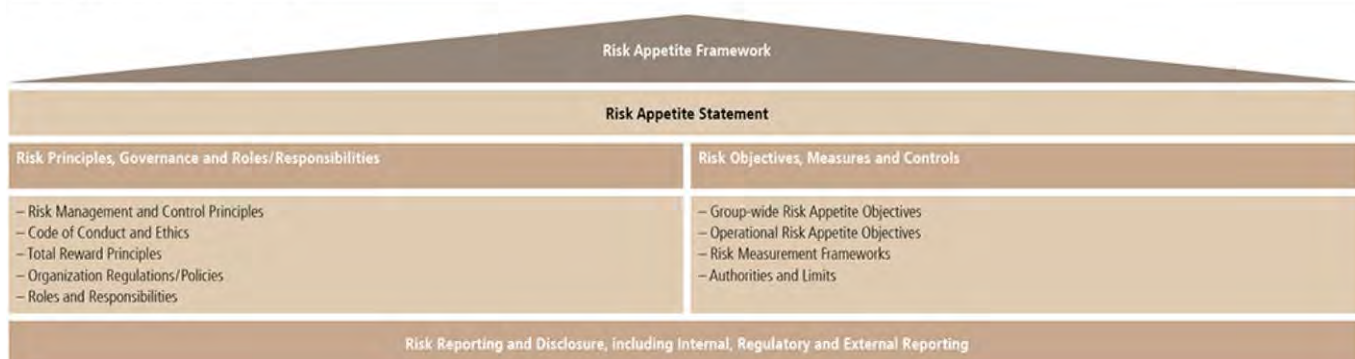 Risk Appetite Framework
Risk Appetite Statement
Risk Principles, Governance and Roles/Responsibilities
– Risk Management and Control Principles
– Code of Conduct and Ethics
– Total Reward Principles
– Organization Regulations/Policies
– Roles and Responsibilities
Risk Objectives, Measures and Controls
– Group-wide Risk Appetite Objectives
– Operational Risk Appetite Objectives
– Risk Measurement Frameworks
– Authorities and Limits
Risk Reporting and Disclosure, including Internal, Regulatory and External Reporting